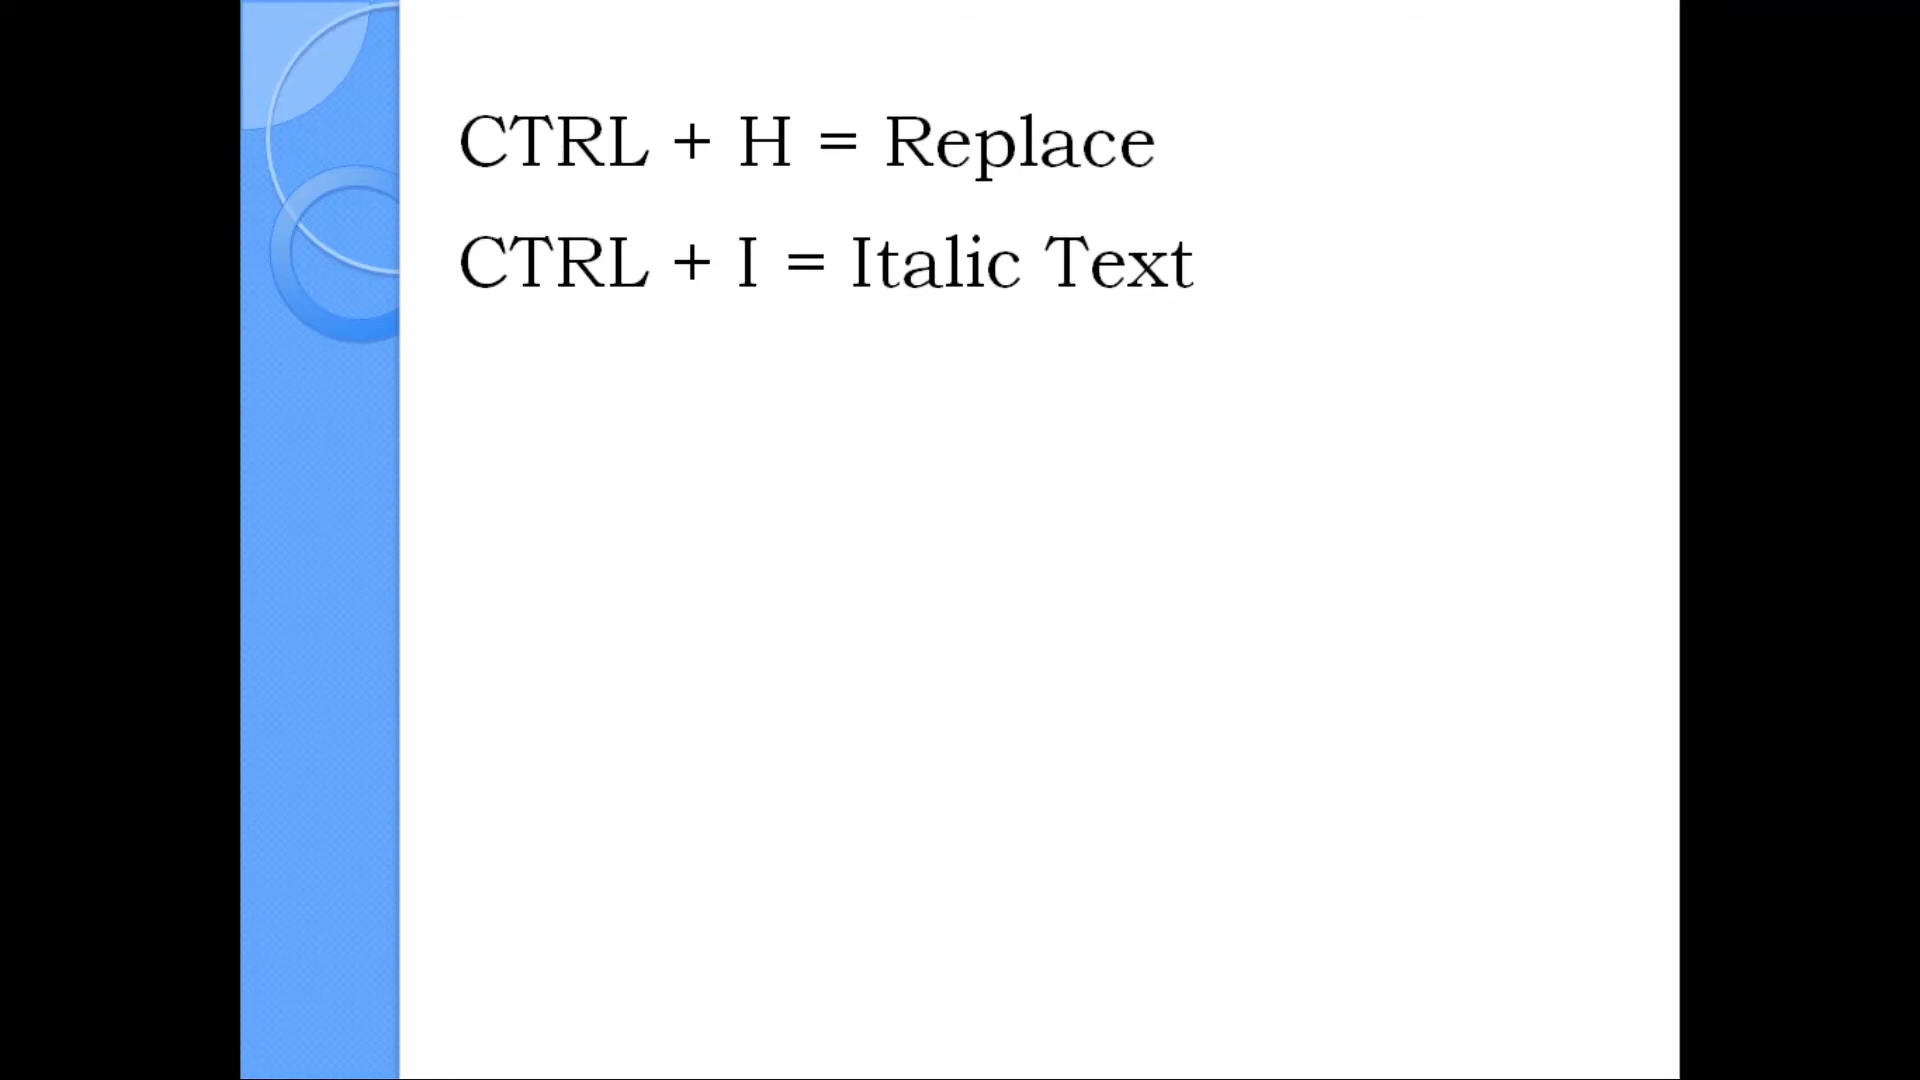 CTRL + H = Replace
CTRL + I = Italic Text